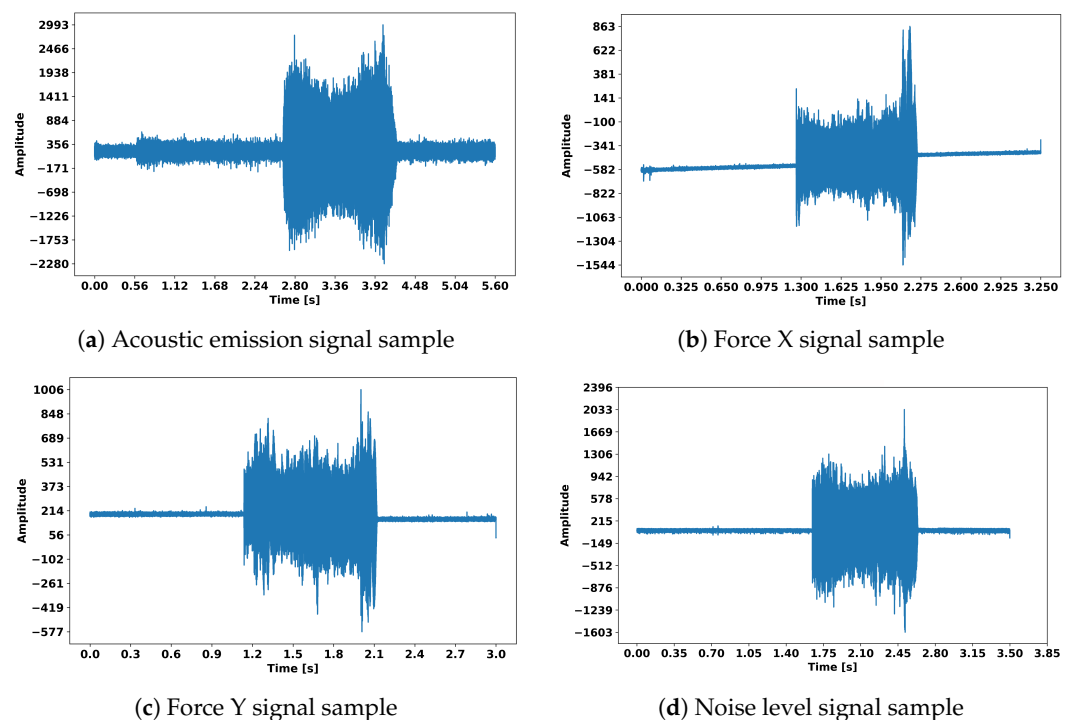 2993
2466
1938
1411
884
356
−171
−698
−1226
−1753
−2280
Amplitude
0.00 0.56 1.12 1.68 2.24 2.80 3.36 3.92 4.48 5.04 5.60
Time [s]
(a) Acoustic emission signal sample
863
622
381
141
−100
−341
−582
−822
−1063
−1304
−1544
Amplitude
0.000 0.325 0.650 0.975 1.300 1.625 1.950 2.275 2.600 2.925 3.250
Time [s]
(b) Force X signal sample
1006
848
689
531
373
214
56
−102
−261
−419
−577
Amplitude
0.0 0.3 0.6 0.9 1.2 1.5 1.8 2.1 2.4 2.7 3.0
Time [s]
(c) Force Y signal sample
2396
2033
1669
1306
942
578
215
−149
−512
−876
−1239
−1603
Amplitude
0.00 0.35 0.70 1.05 1.40 1.75 2.10 2.45 2.80 3.15 3.50 3.85
Time [s]
(d) Noise level signal sample